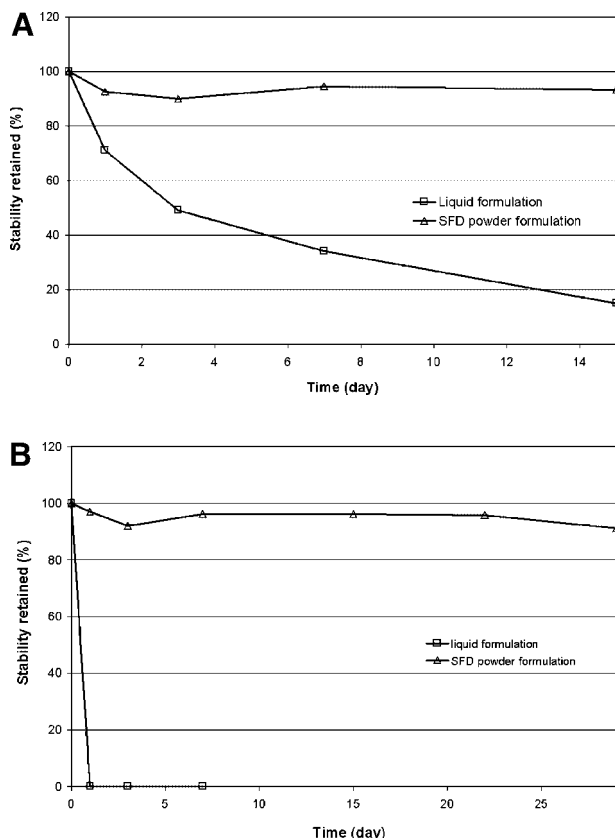 A
120
100
80
60
40
20
0
Stability retained (%)
Liquid formulation
SFD powder formulation
0 2 4 6 8 10 12 14
Time (day)
B
120
100
80
60
40
20
0
Stability retained (%)
liquid formulation
SFD powder formulation
0 5 10 15 20 25
Time (day)